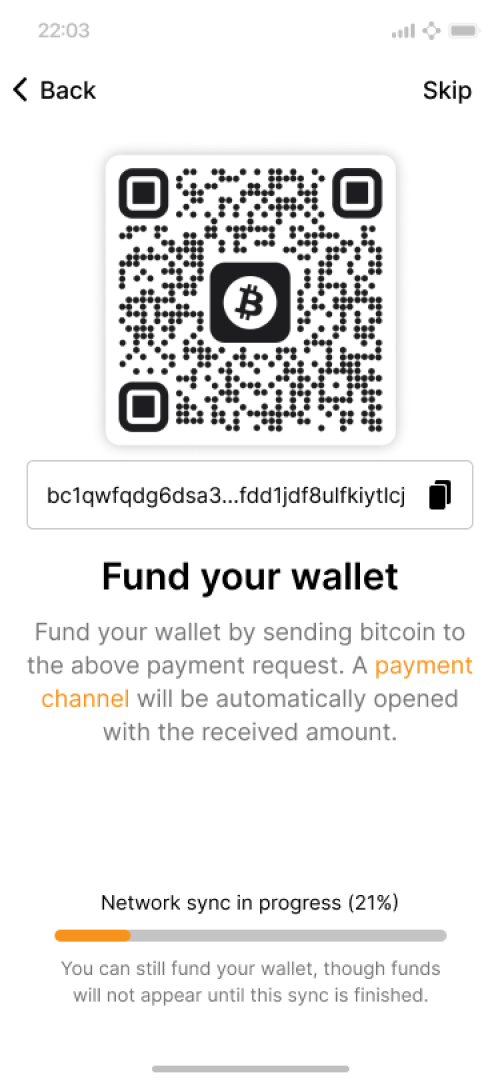 22:03
Back
Skip
bc1qwfqdg6dsa3...fdd1jdf8ulfkiytlcj
Fund your wallet
Fund your wallet by sending bitcoin to
the above payment request. A payment
channel will be automatically opened
with the received amount.
Network sync in progress (21%)
You can still fund your wallet, though funds
will not appear until this sync is finished.